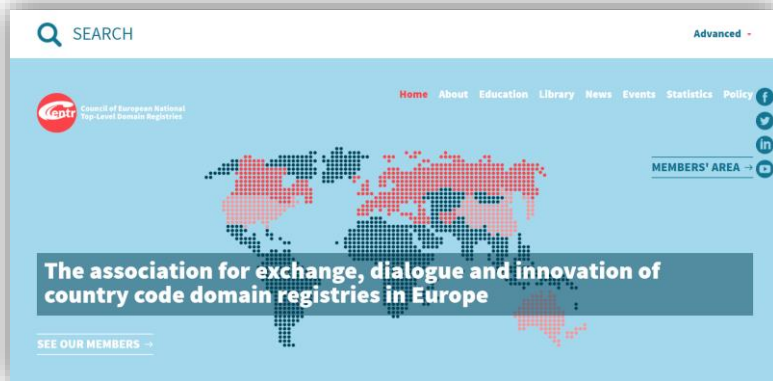 SEARCH
Advanced
Centr
Council of European National
Top-Level Domain Registries
Home About Education Library News Events Statistics Policy
MEMBERS' AREA →
The association for exchange, dialogue and innovation of
country code domain registries in Europe
SEE OUR MEMBERS →